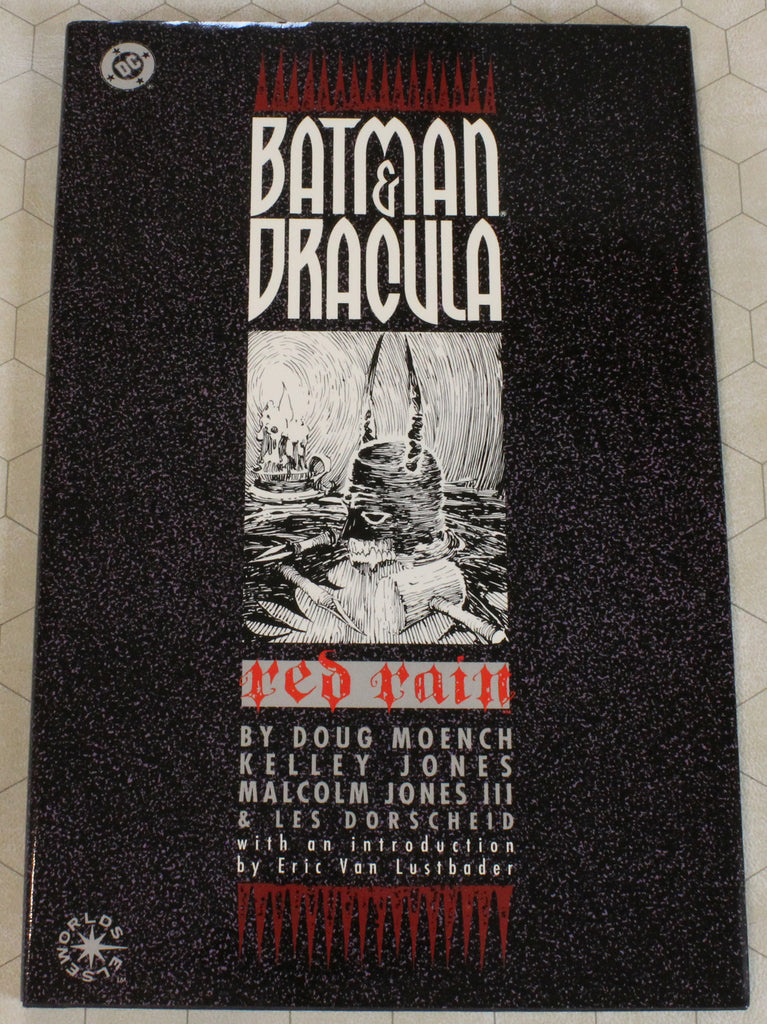 DC
BATMAN
&
DRACULA
red rain
BY DOUG MOENCH
KELLEY JONES
MALCOLM JONES III
& LES DORSCHEID
with an introduction
by Eric Van Lustbader
ELSEWORLDS